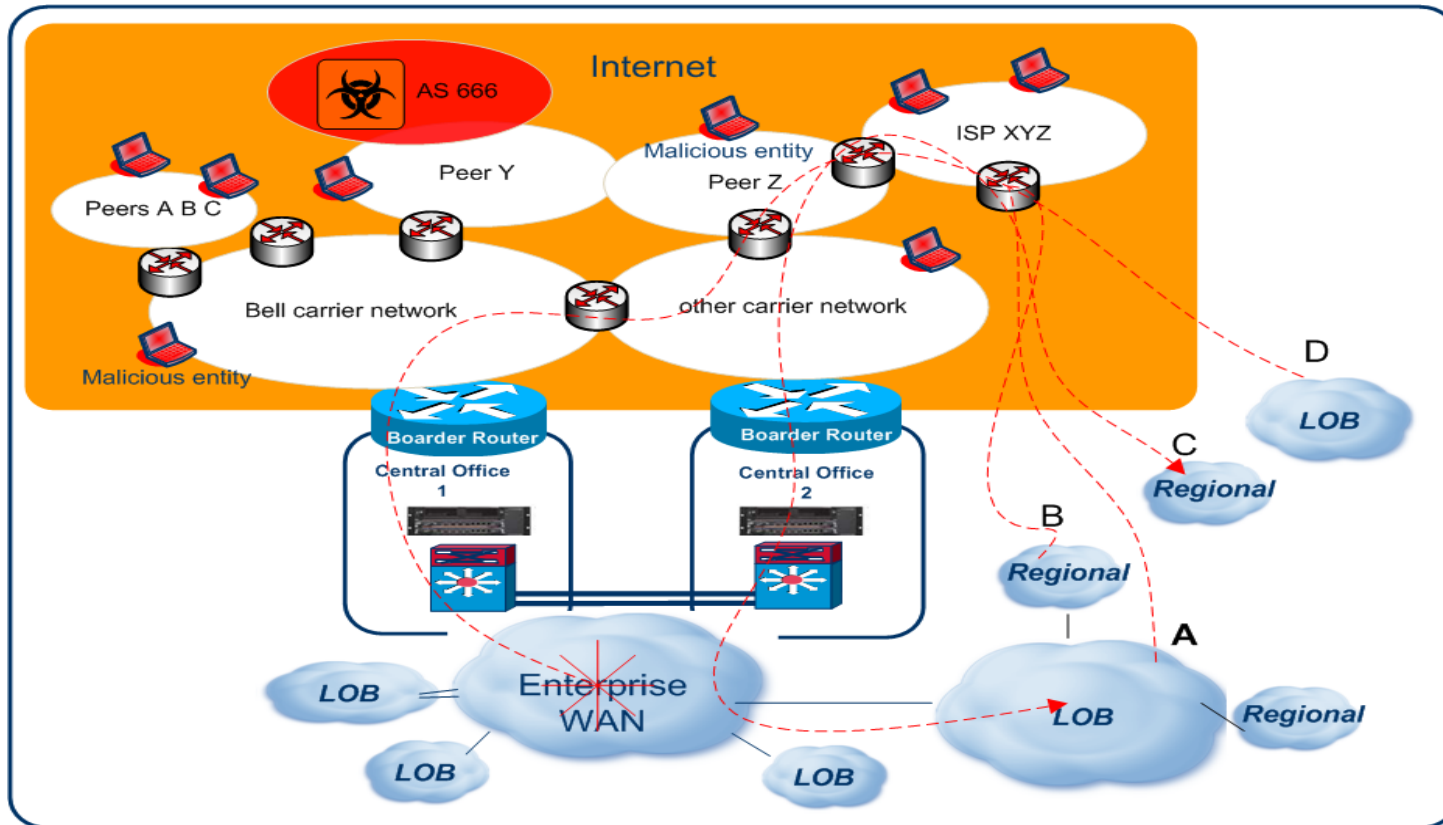 Internet
AS 666
ISP XYZ
Malicious entity
Peer Y
Peer Z
Peers A B C
Bell carrier network
other carrier network
Malicious entity
D
LOB
Boarder Router
Boarder Router
Central Office
1
Central Office
2
C
Regional
B
Regional
A
LOB
Enterprise
WAN
LOB
Regional
LOB
LOB